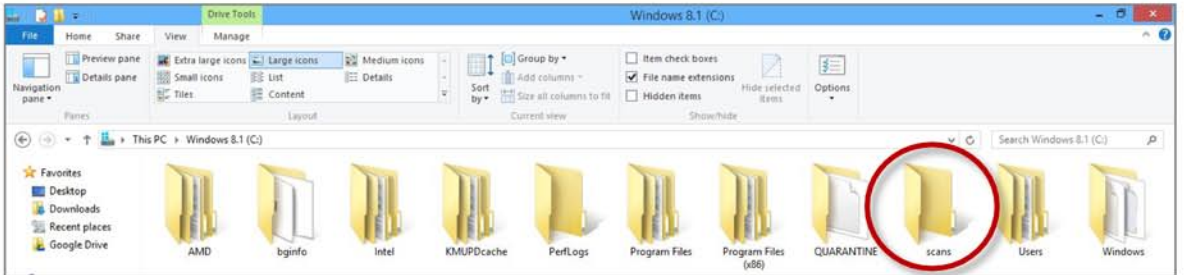 Drive Tools Windows 8.1 (C:)
File Home Share View Manage
Preview pane Extra large icons Large icons Medium icons Group by Item check boxes
Details pane Small icons List Details Add columns File name extensions
Navigation pane Tiles Content Sort by Size all columns to fit Hidden items Hide selected items Options
Panes Layout Current view Show/hide
This PC Windows 8.1 (C:) Search Windows 8.1 (C:)
Favorites
Desktop
Downloads
Recent places
Google Drive
AMD bginfo Intel KMUPDcache PerfLogs Program Files Program Files (x86) QUARANTINE scans Users Windows